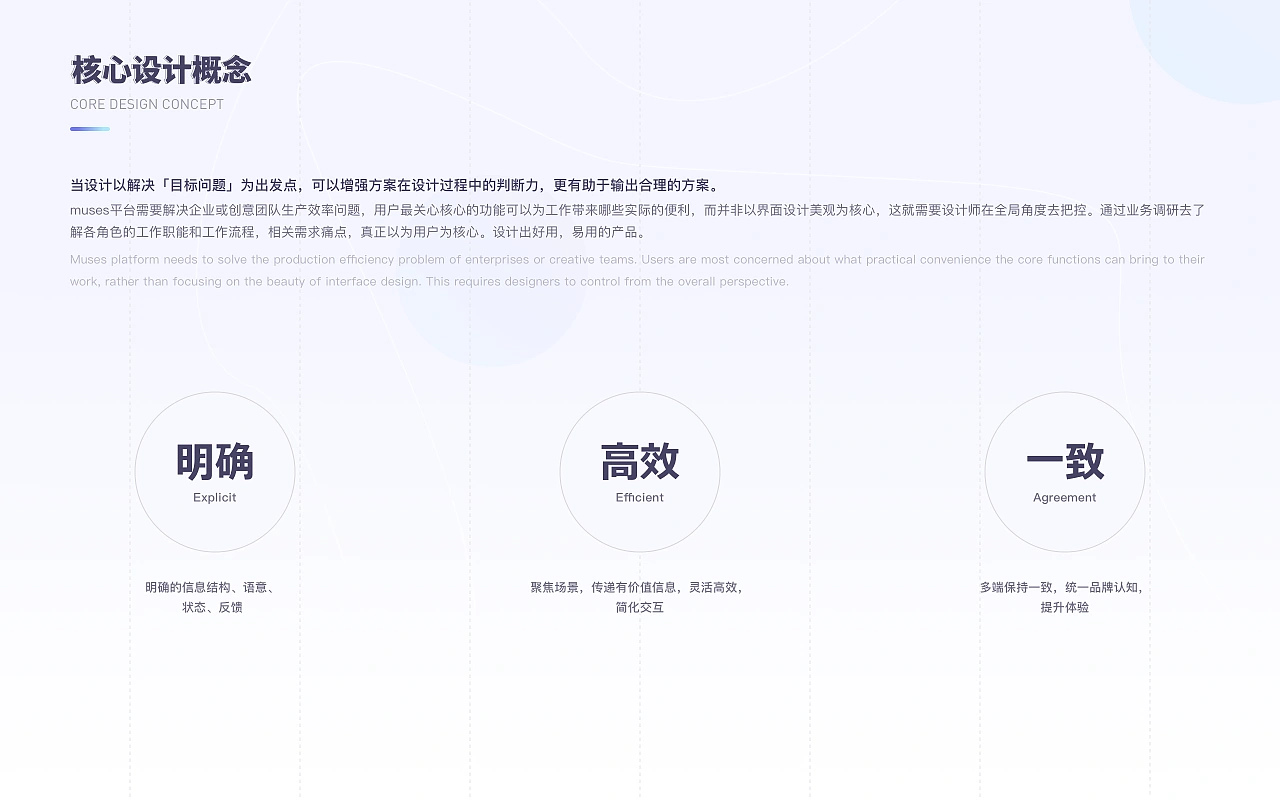 核心设计概念
CORE DESIGN CONCEPT
当设计以解决「目标问题」为出发点，可以增强方案在设计过程中的判断力，更有助于输出合理的方案。
muses平台需要解决企业或创意团队生产效率问题，用户最关心核心的功能可以为工作带来哪些实际的便利，而并非以界面设计美观为核心，这就需要设计师在全局角度去把控。通过业务调研去了
解各角色的工作职能和工作流程，相关需求痛点，真正以为用户为核心。设计出好用，易用的产品。
Muses platform needs to solve the production efficiency problem of enterprises or creative teams. Users are most concerned about what practical convenience the core functions can bring to their
work, rather than focusing on the beauty of interface design. This requires designers to control from the overall perspective.
明确
Explicit
明确的信息结构、语意、
状态、反馈
高效
Efficient
聚焦场景，传递有价值信息，灵活高效，
简化交互
一致
Agreement
多端保持一致，统一品牌认知，
提升体验